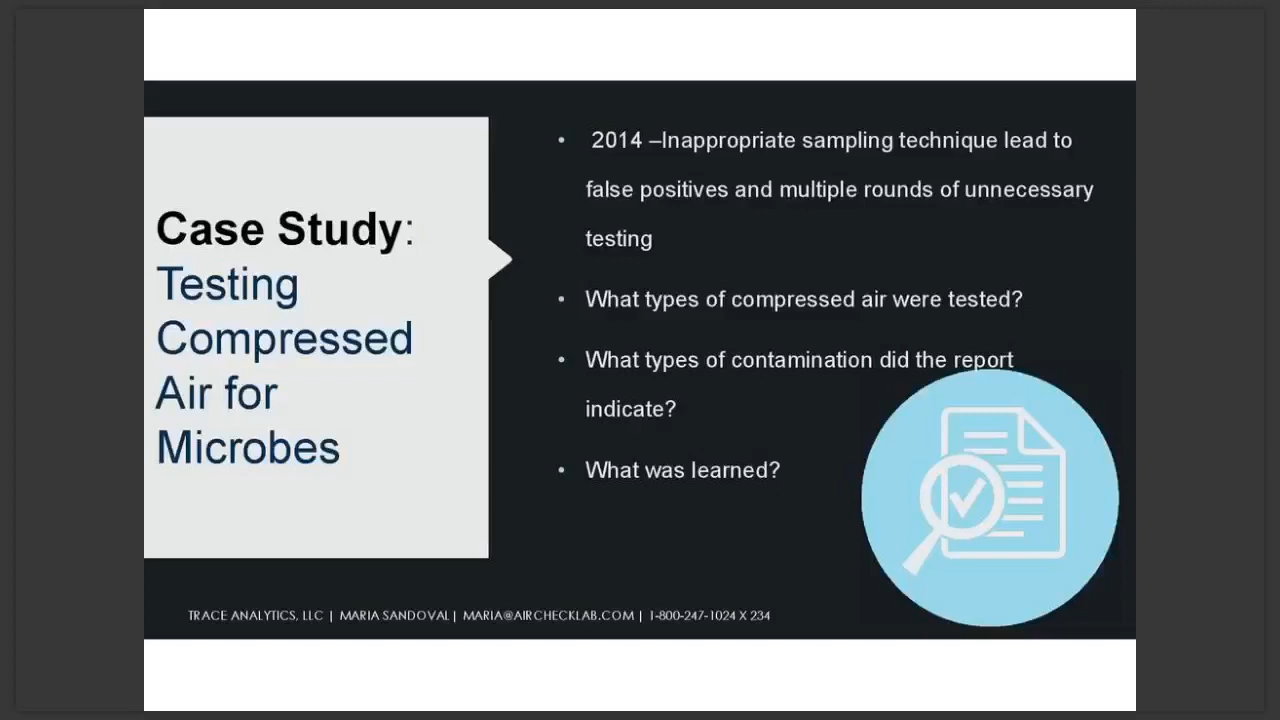 Case Study:
Testing
Compressed
Air for
Microbes
• 2014 –Inappropriate sampling technique lead to
false positives and multiple rounds of unnecessary
testing
• What types of compressed air were tested?
• What types of contamination did the report
indicate?
• What was learned?
TRACE ANALYTICS, LLC | MARIA SANDOVAL| MARIA@AIRCHECKLAB.COM | 1-800-247-1024 X 234